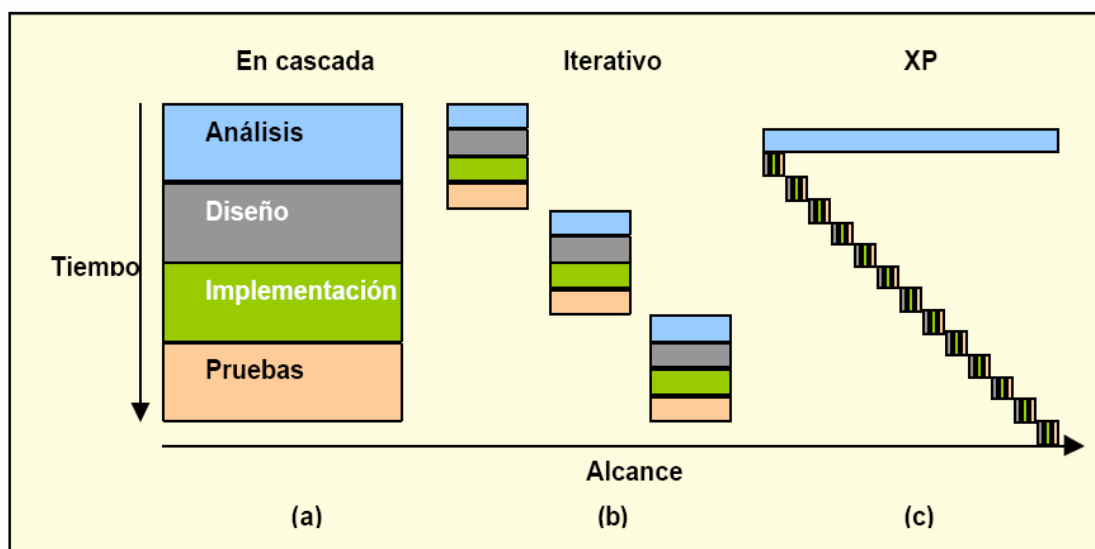 En cascada
Iterativo
XP
Análisis
Diseño
Tiempo
Implementación
Pruebas
Alcance
(a)
(b)
(c)